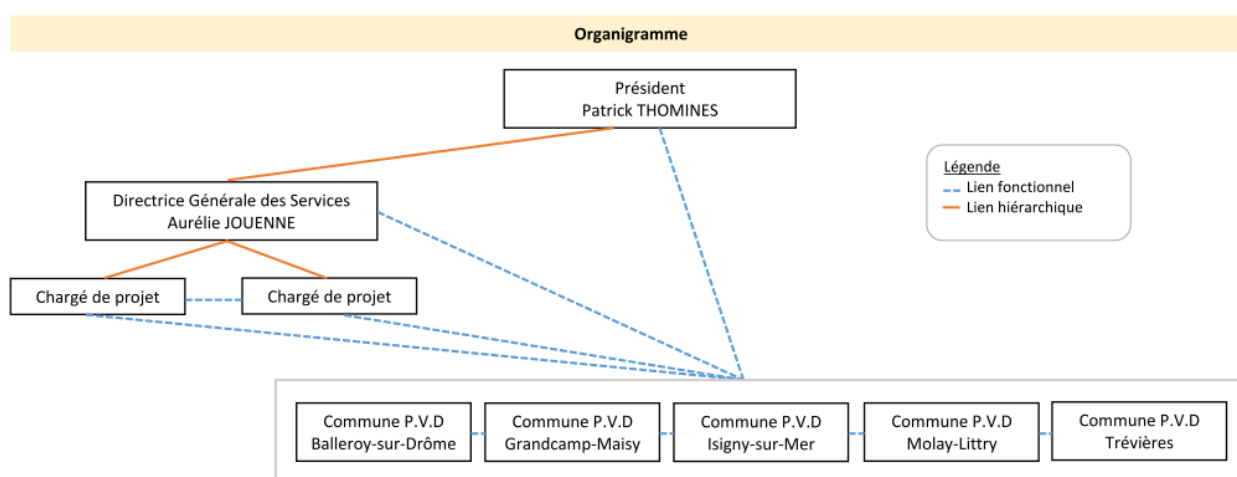 Organigramme
Président
Patrick THOMINES
Légende
Lien fonctionnel
Lien hiérarchique
Directrice Générale des Services
Aurélie JOUENNE
Chargé de projet
Chargé de projet
Commune P.V.D
Balleroy-sur-Drôme
Commune P.V.D
Grandcamp-Maisy
Commune P.V.D
Isigny-sur-Mer
Commune P.V.D
Molay-Littry
Commune P.V.D
Trévières